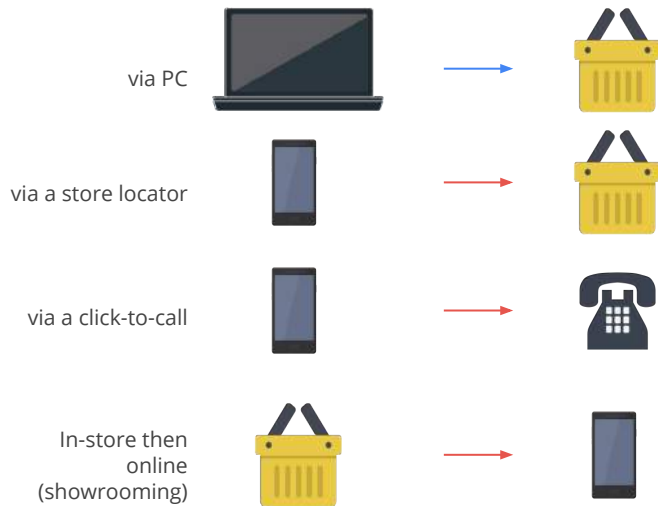 via PC
via a store locator
via a click-to-call
In-store then
online
(showrooming)